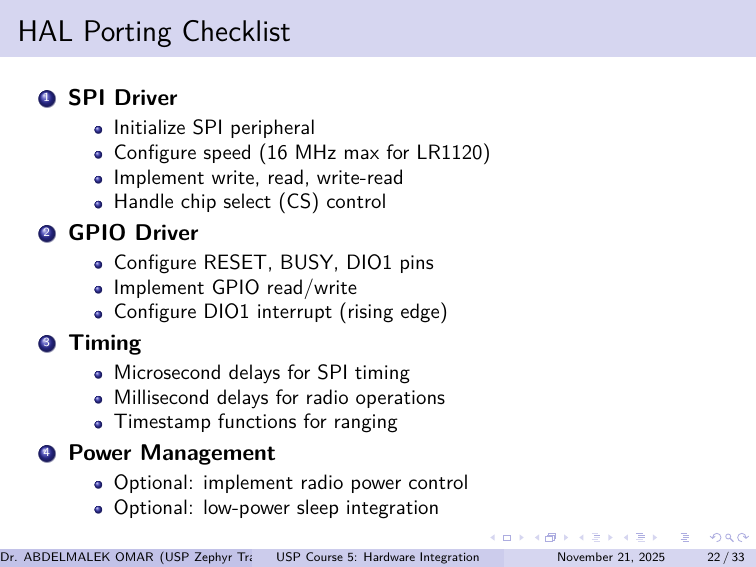 HAL Porting Checklist
1 SPI Driver
Initialize SPI peripheral
Configure speed (16 MHz max for LR1120)
Implement write, read, write-read
Handle chip select (CS) control
2 GPIO Driver
Configure RESET, BUSY, DIO1 pins
Implement GPIO read/write
Configure DIO1 interrupt (rising edge)
3 Timing
Microsecond delays for SPI timing
Millisecond delays for radio operations
Timestamp functions for ranging
4 Power Management
Optional: implement radio power control
Optional: low-power sleep integration
Dr. ABDELMALEK OMAR (USP Zephyr Tra USP Course 5: Hardware Integration November 21, 2025 22 / 33